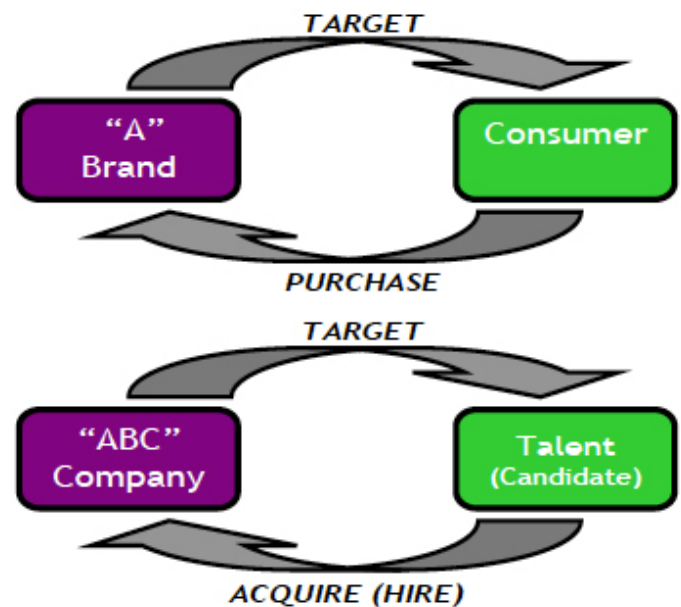 TARGET
“A”
Brand
Consumer
PURCHASE
TARGET
“ABC”
Company
Talent
(Candidate)
ACQUIRE (HIRE)